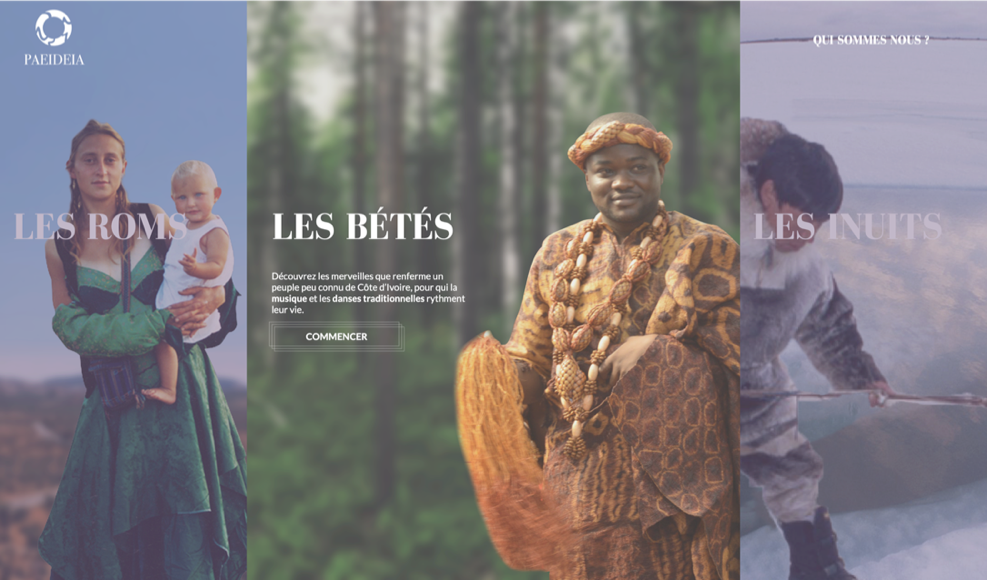 PAEIDEIA
QUI SOMMES NOUS ?
LES ROMS
LES BÉTÉS
LES INUITS
Découvrez les merveilles que renferme un
peuple peu connu de Côte d'Ivoire, pour qui la
musique et les danses traditionnelles rythment
leur vie.
COMMENCER